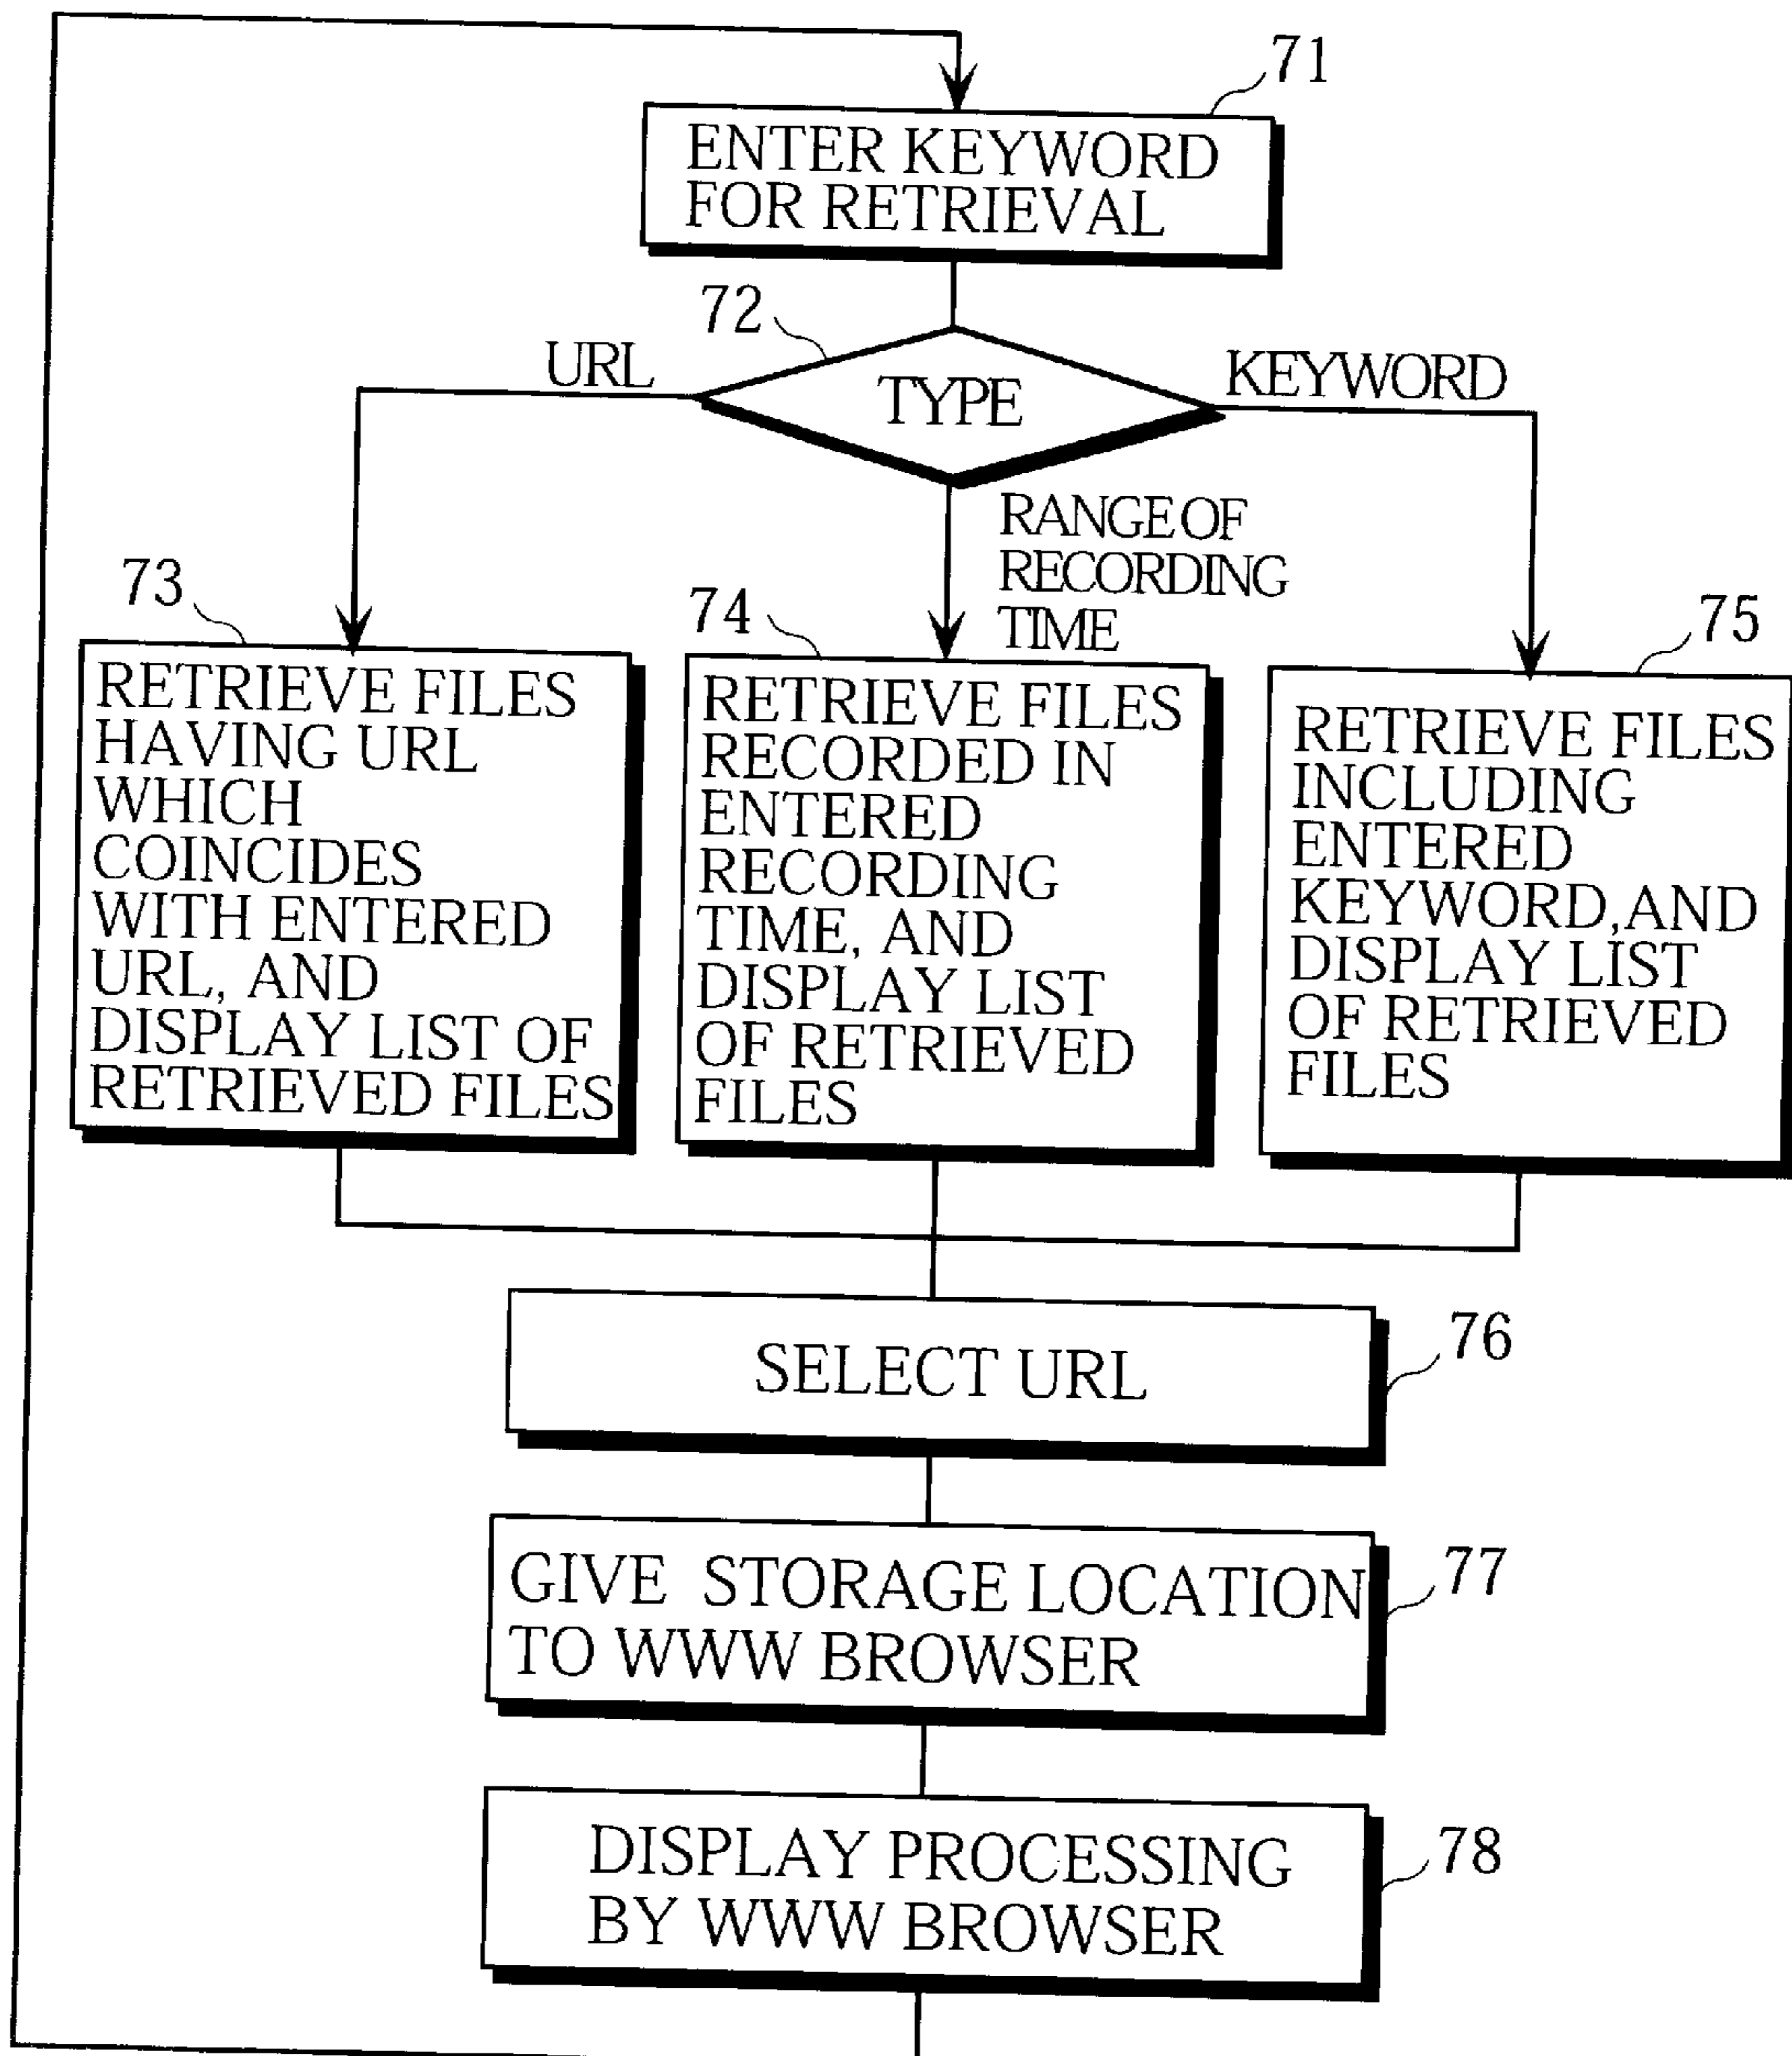 71
ENTER KEYWORD
FOR RETRIEVAL
72
URL
TYPE
KEYWORD
RANGE OF
RECORDING
TIME
73
RETRIEVE FILES
HAVING URL
WHICH
COINCIDES
WITH ENTERED
URL, AND
DISPLAY LIST OF
RETRIEVED FILES
74
RETRIEVE FILES
RECORDED IN
ENTERED
RECORDING
TIME, AND
DISPLAY LIST
OF RETRIEVED
FILES
75
RETRIEVE FILES
INCLUDING
ENTERED
KEYWORD, AND
DISPLAY LIST
OF RETRIEVED
FILES
76
SELECT URL
77
GIVE STORAGE LOCATION
TO WWW BROWSER
78
DISPLAY PROCESSING
BY WWW BROWSER